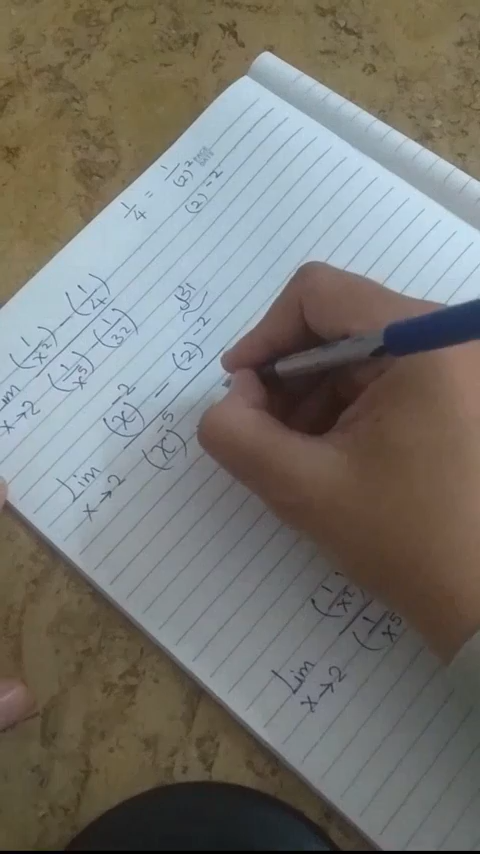 1/4 = 1/(2)²
(2)-2
Lim x→2 (1/x²) - (1/4) / (1/x⁵) - (1/32)
Lim x→2 (x)⁻² - (2)⁻² / (x)⁻⁵
Lim x→2 (1/x²) / (1/x⁵